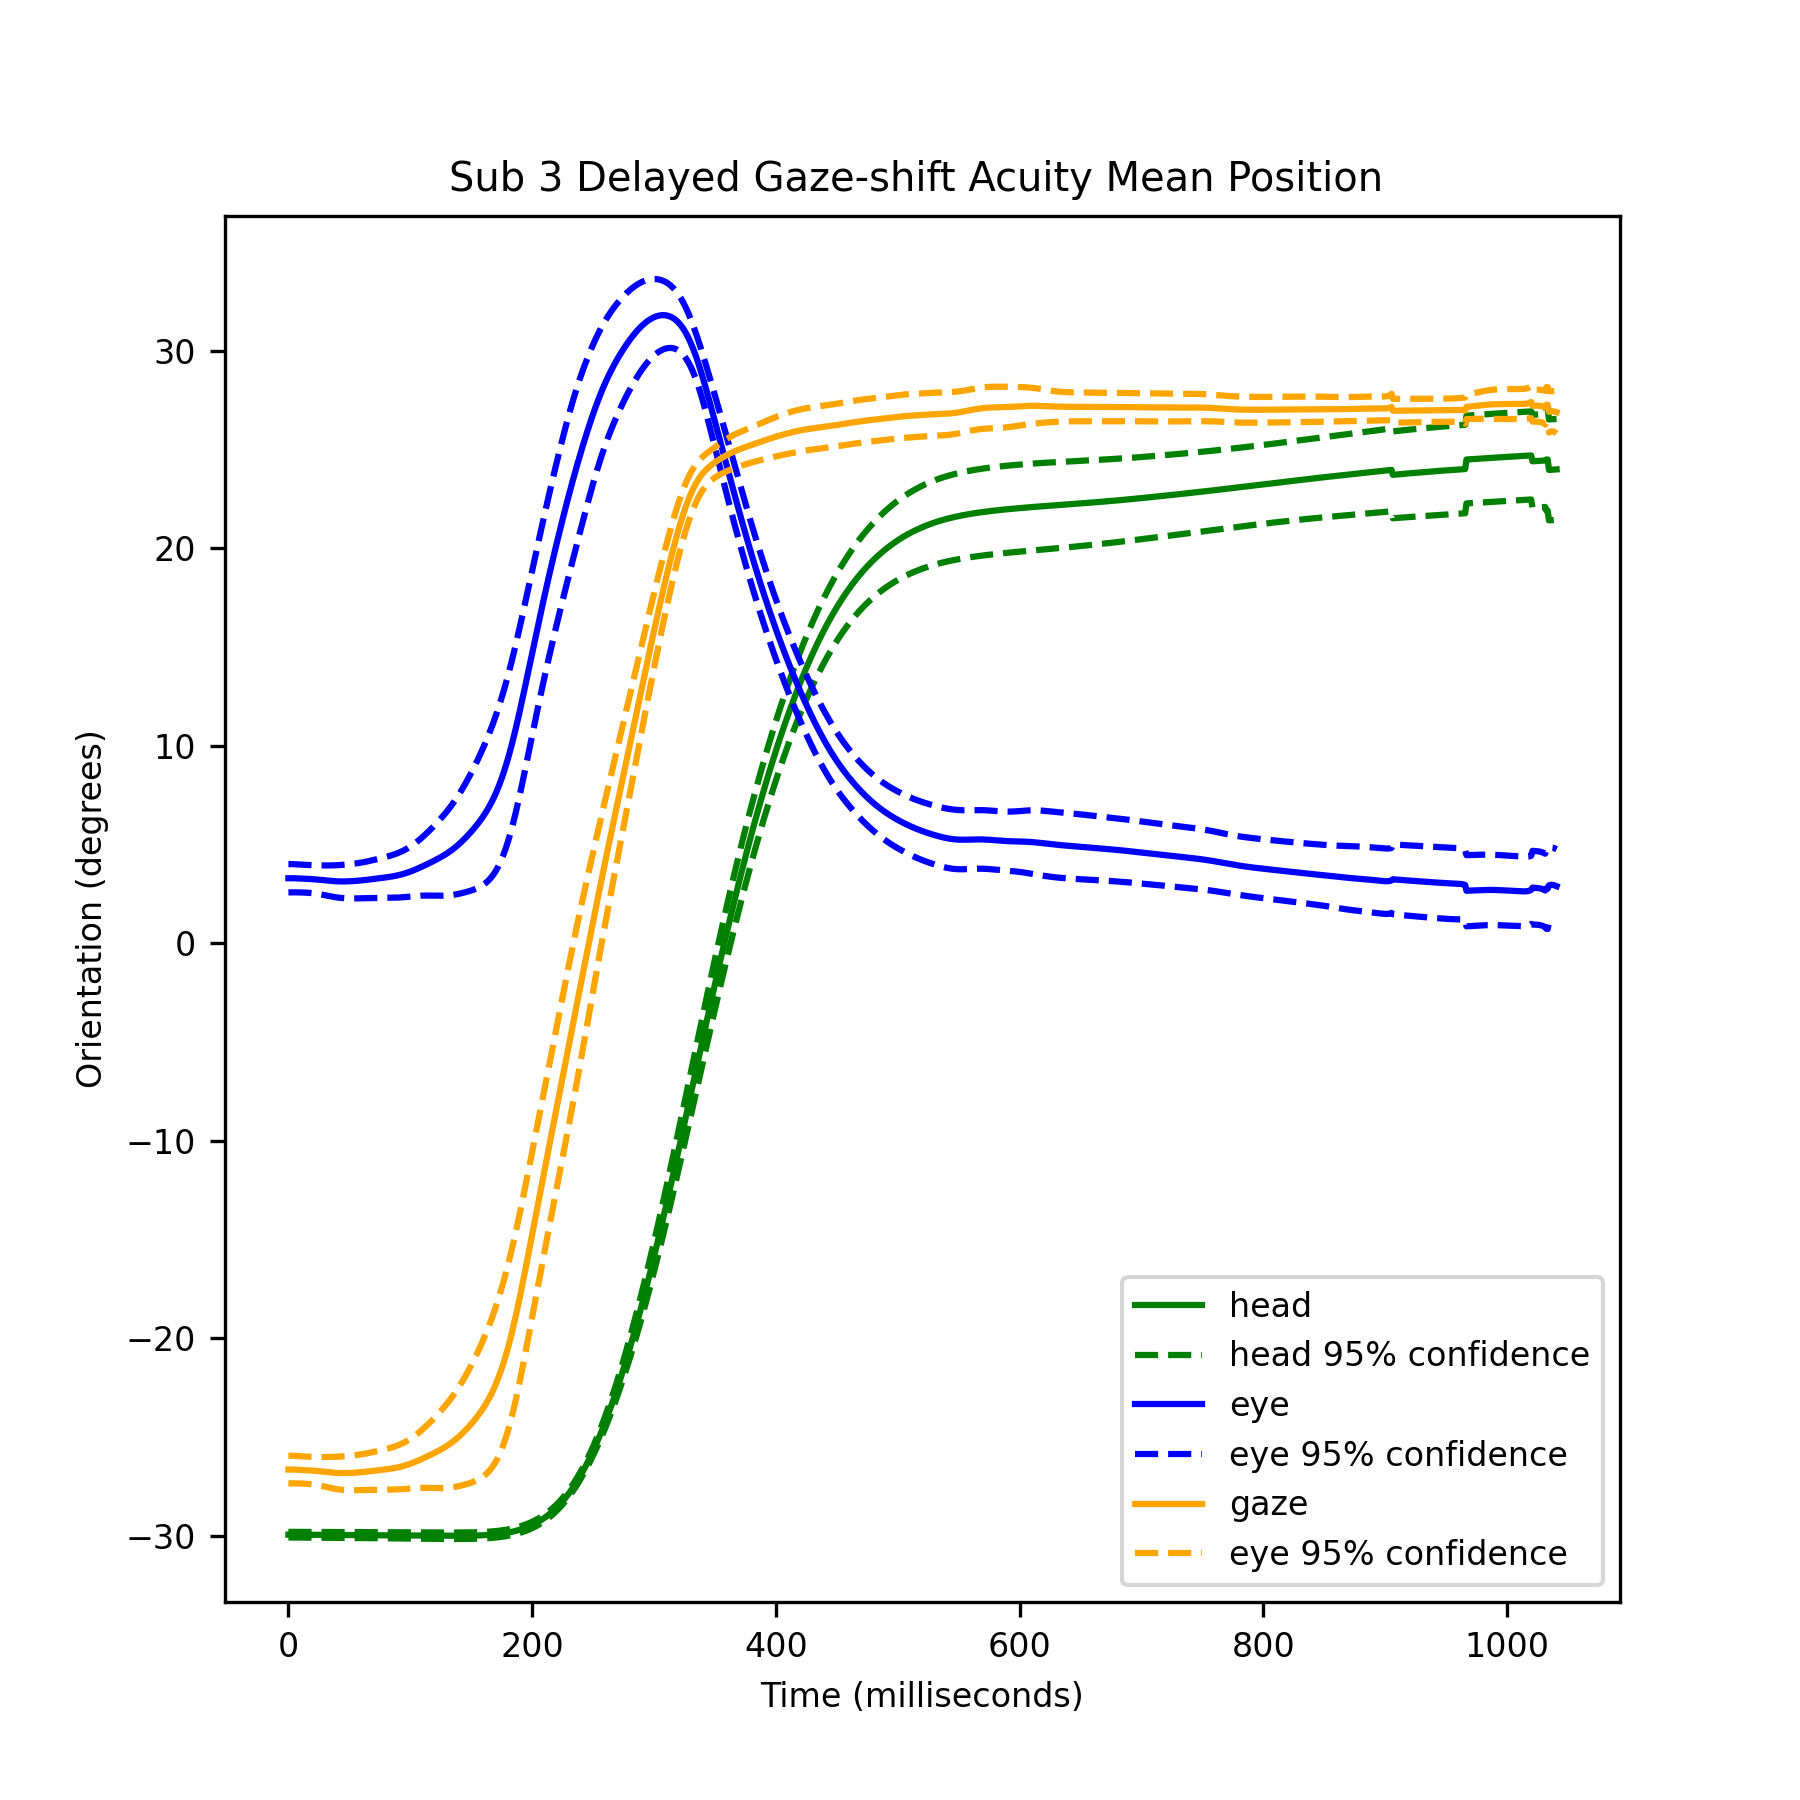 Sub 3 Delayed Gaze-shift Acuity Mean Position
Orientation (degrees)
30
20
10
0
−10
−20
−30
0 200 400 600 800 1000
Time (milliseconds)
head
head 95% confidence
eye
eye 95% confidence
gaze
eye 95% confidence